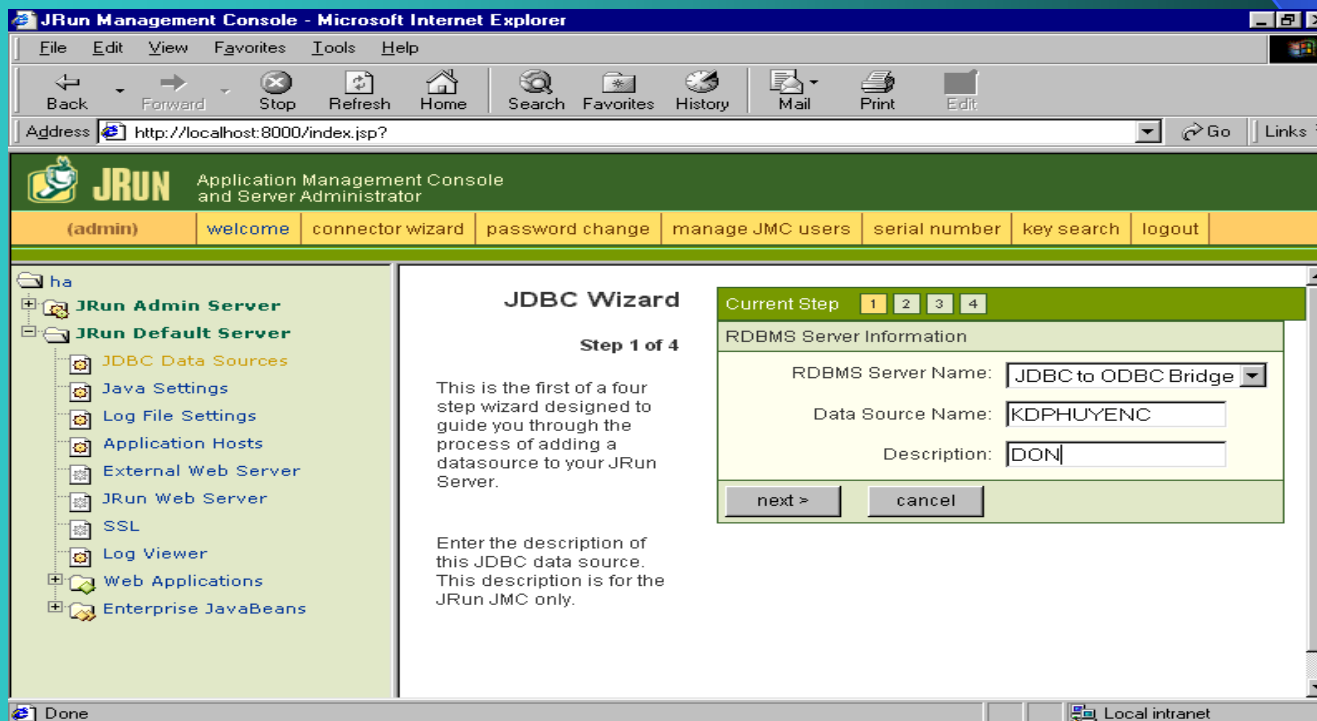 JRun Management Console - Microsoft Internet Explorer
File Edit View Favorites Tools Help
Back Forward Stop Refresh Home Search Favorites History Mail Print Edit
Address http://localhost:8000/index.jsp? Go Links
JRUN
Application Management Console
and Server Administrator
(admin) welcome connector wizard password change manage JMC users serial number key search logout
ha
JRun Admin Server
JRun Default Server
JDBC Data Sources
Java Settings
Log File Settings
Application Hosts
External Web Server
JRun Web Server
SSL
Log Viewer
Web Applications
Enterprise JavaBeans
JDBC Wizard
Step 1 of 4
This is the first of a four
step wizard designed to
guide you through the
process of adding a
datasource to your JRun
Server.
Enter the description of
this JDBC data source.
This description is for the
JRun JMC only.
Current Step 1 2 3 4
RDBMS Server Information
RDBMS Server Name: JDBC to ODBC Bridge
Data Source Name: KDPHUYENC
Description: DON
next > cancel
Done Local intranet